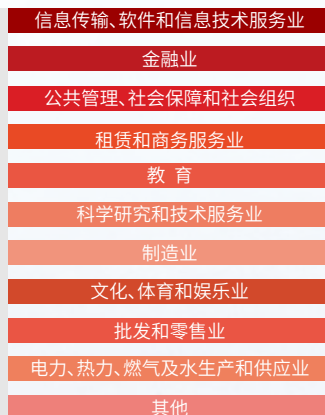 信息传输、软件和信息技术服务业
金融业
公共管理、社会保障和社会组织
租赁和商务服务业
教 育
科学研究和技术服务业
制造业
文化、体育和娱乐业
批发和零售业
电力、热力、燃气及水生产和供应业
其他